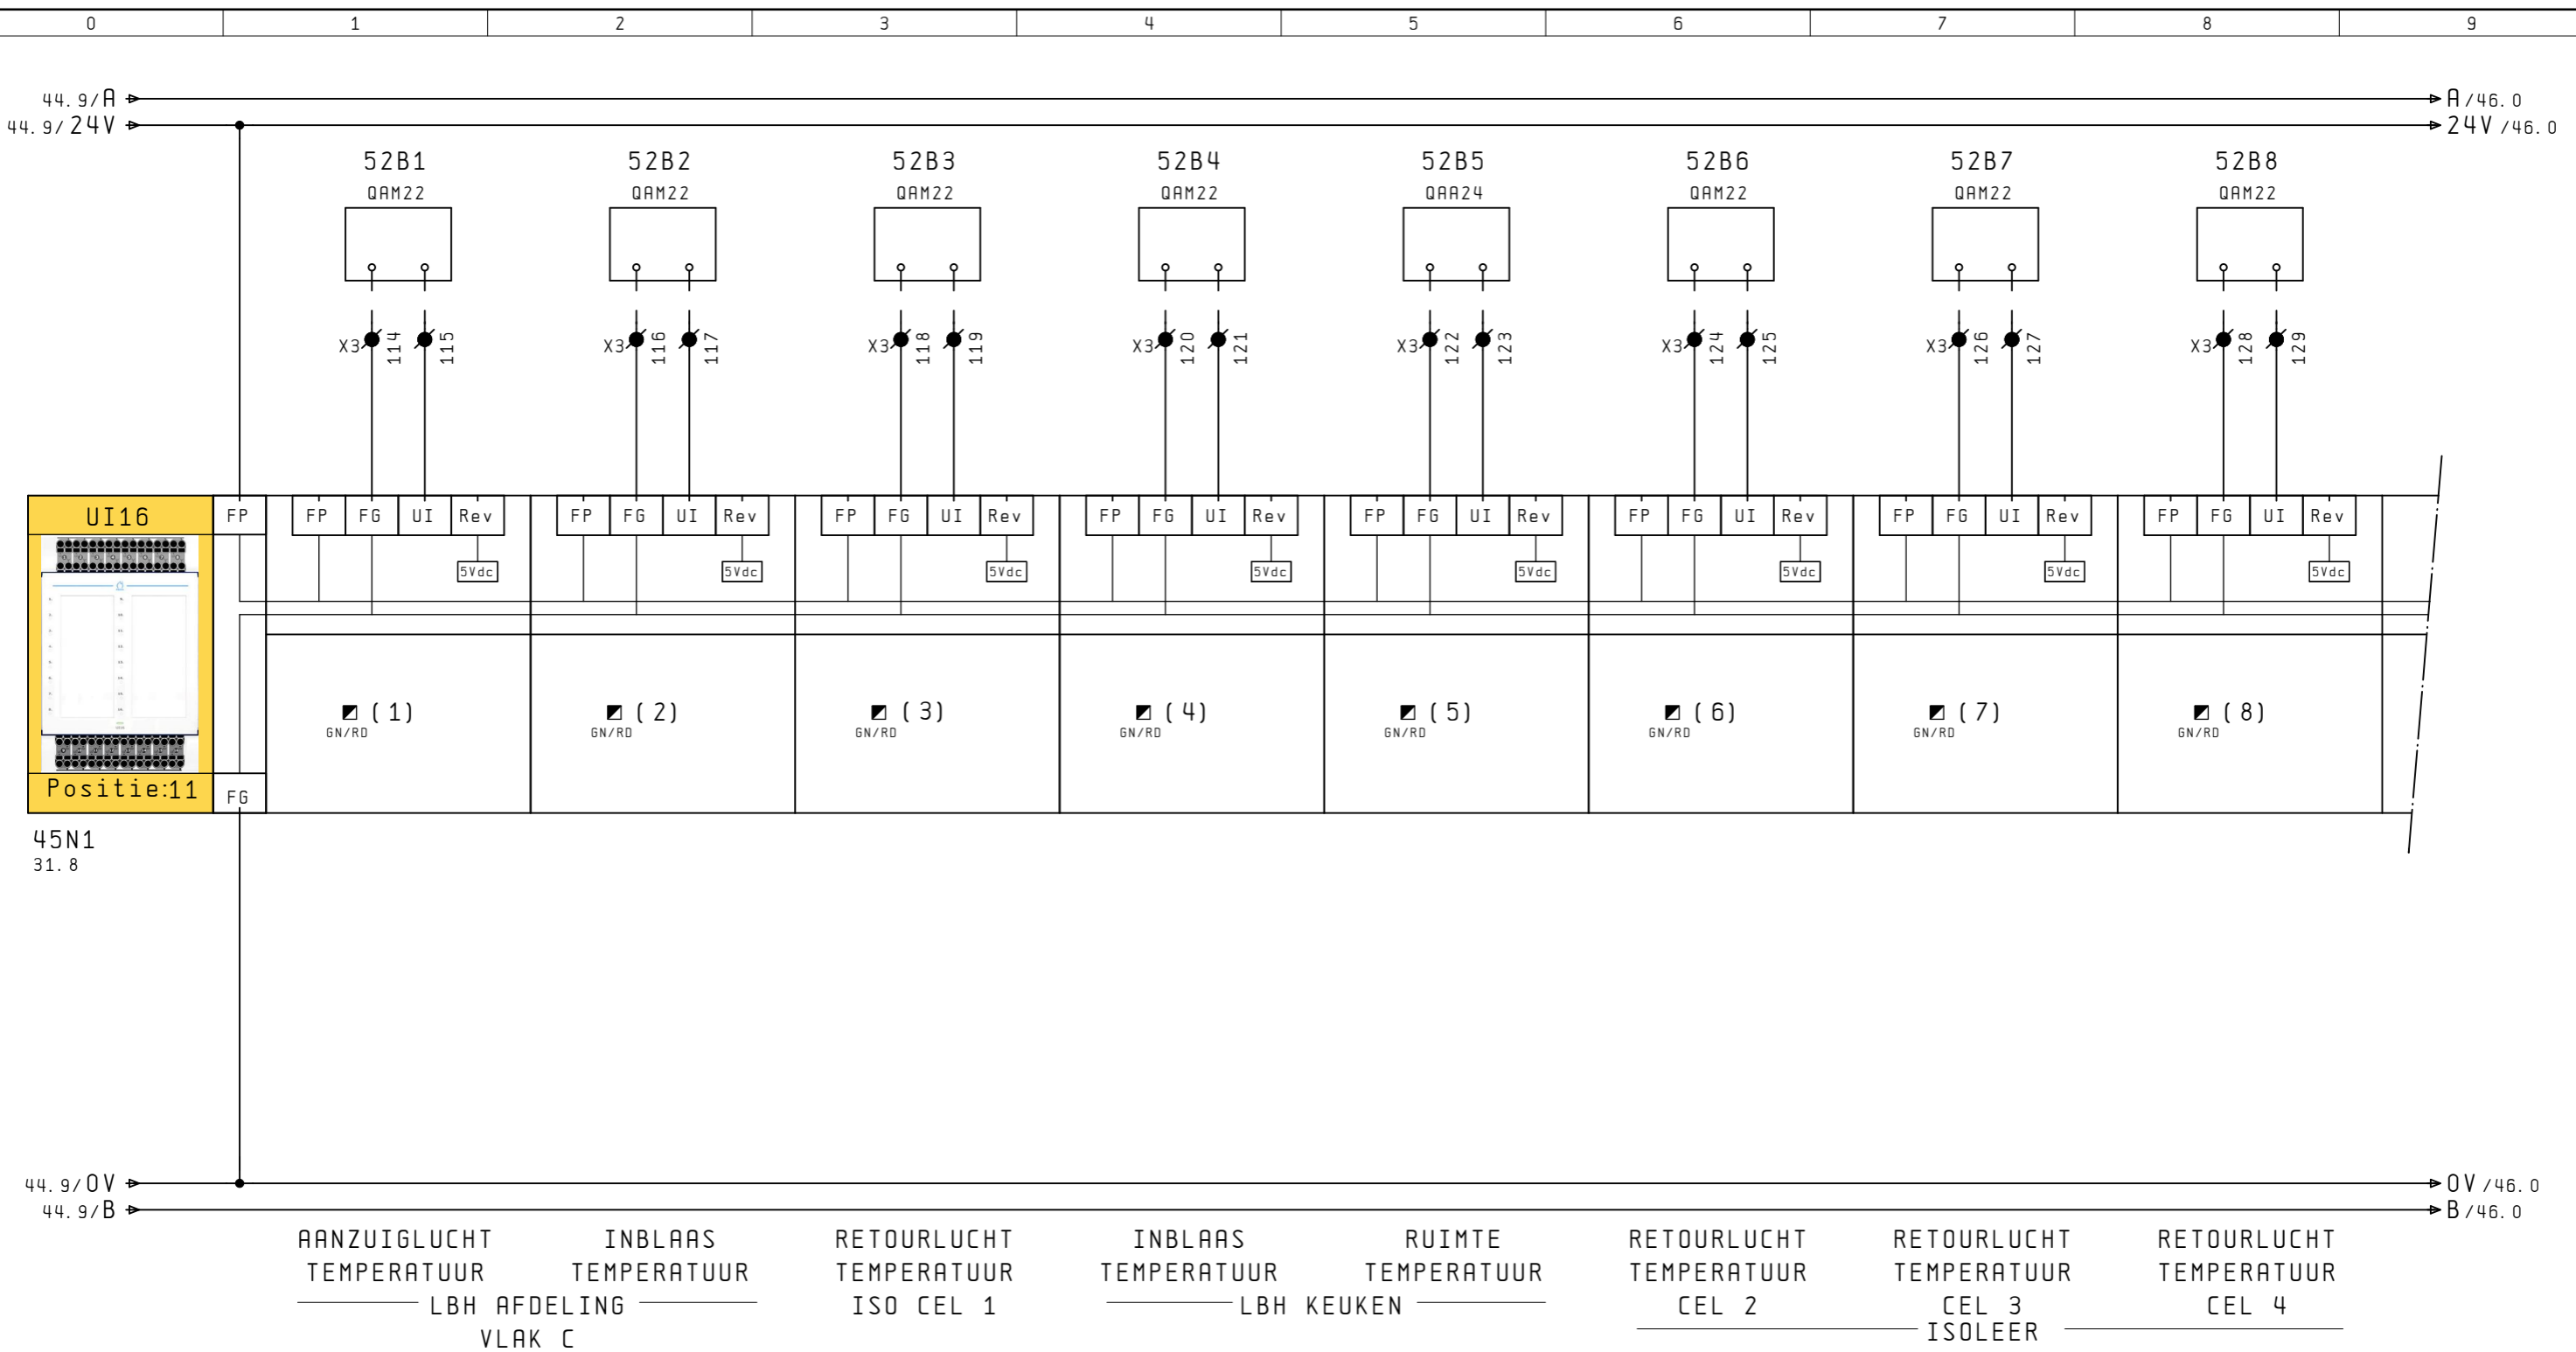 0 1 2 3 4 5 6 7 8 9
44.9/A A/46.0
44.9/24V 24V/46.0
52B1 52B2 52B3 52B4 52B5 52B6 52B7 52B8
QAM22 QAM22 QAM22 QAM22 QAA24 QAM22 QAM22 QAM22
X3 114 115 X3 116 117 X3 118 119 X3 120 121 X3 122 123 X3 124 125 X3 126 127 X3 128 129
UI16 FP FP FG UI Rev FP FG UI Rev FP FG UI Rev FP FG UI Rev FP FG UI Rev FP FG UI Rev FP FG UI Rev FP FG UI Rev
5Vdc 5Vdc 5Vdc 5Vdc 5Vdc 5Vdc 5Vdc 5Vdc
(1) (2) (3) (4) (5) (6) (7) (8)
GN/RD GN/RD GN/RD GN/RD GN/RD GN/RD GN/RD GN/RD
Positie:11 FG
45N1
31.8
44.9/0V 0V/46.0
44.9/B B/46.0
AANZUIGLUCHT INBLAAS RETOURLUCHT INBLAAS RUIMTE RETOURLUCHT RETOURLUCHT RETOURLUCHT
TEMPERATUUR TEMPERATUUR TEMPERATUUR TEMPERATUUR TEMPERATUUR TEMPERATUUR TEMPERATUUR TEMPERATUUR
LBH AFDELING ISO CEL 1 LBH KEUKEN CEL 2 CEL 3 CEL 4
VLAK C ISOLEER